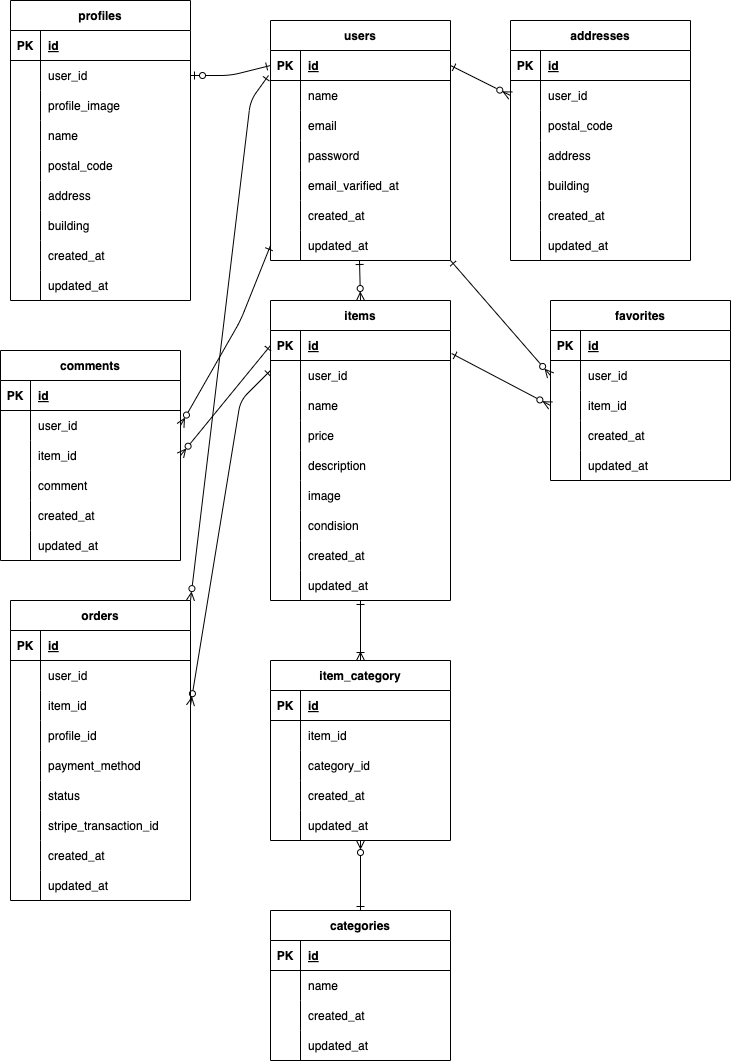 profiles
PK id
user_id
profile_image
name
postal_code
address
building
created_at
updated_at
users
PK id
name
email
password
email_varified_at
created_at
updated_at
addresses
PK id
user_id
postal_code
address
building
created_at
updated_at
comments
PK id
user_id
item_id
comment
created_at
updated_at
items
PK id
user_id
name
price
description
image
condision
created_at
updated_at
favorites
PK id
user_id
item_id
created_at
updated_at
orders
PK id
user_id
item_id
profile_id
payment_method
status
stripe_transaction_id
created_at
updated_at
item_category
PK id
item_id
category_id
created_at
updated_at
categories
PK id
name
created_at
updated_at